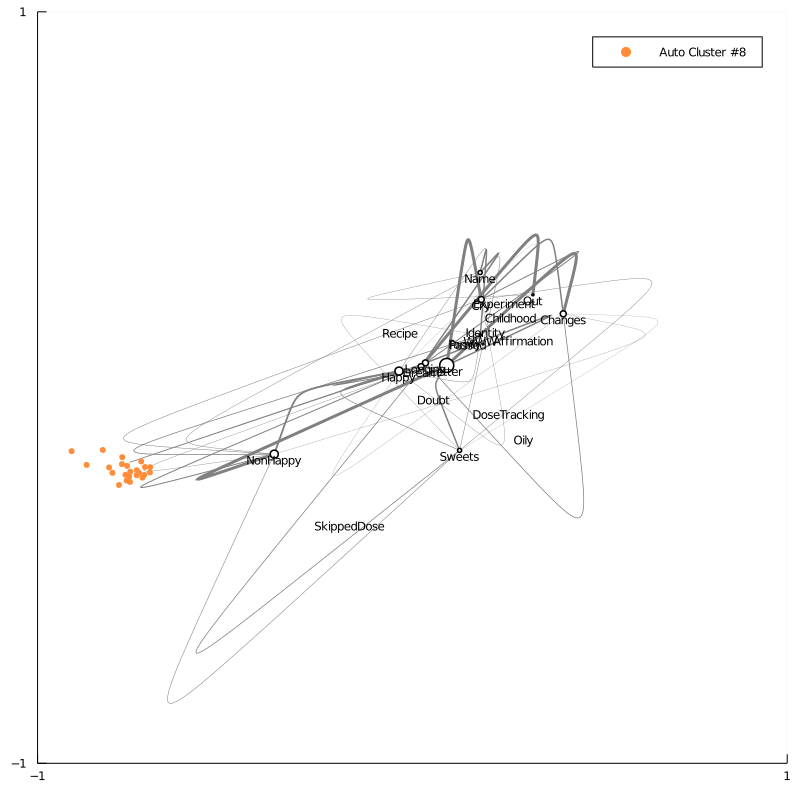 1
Auto Cluster #8
Name
Experiment
Out
Cry
Childhood
Changes
Recipe
Identity
Affirmation
Happy
Doubt
DoseTracking
Oily
Sweets
NonHappy
SkippedDose
−1
−1
1